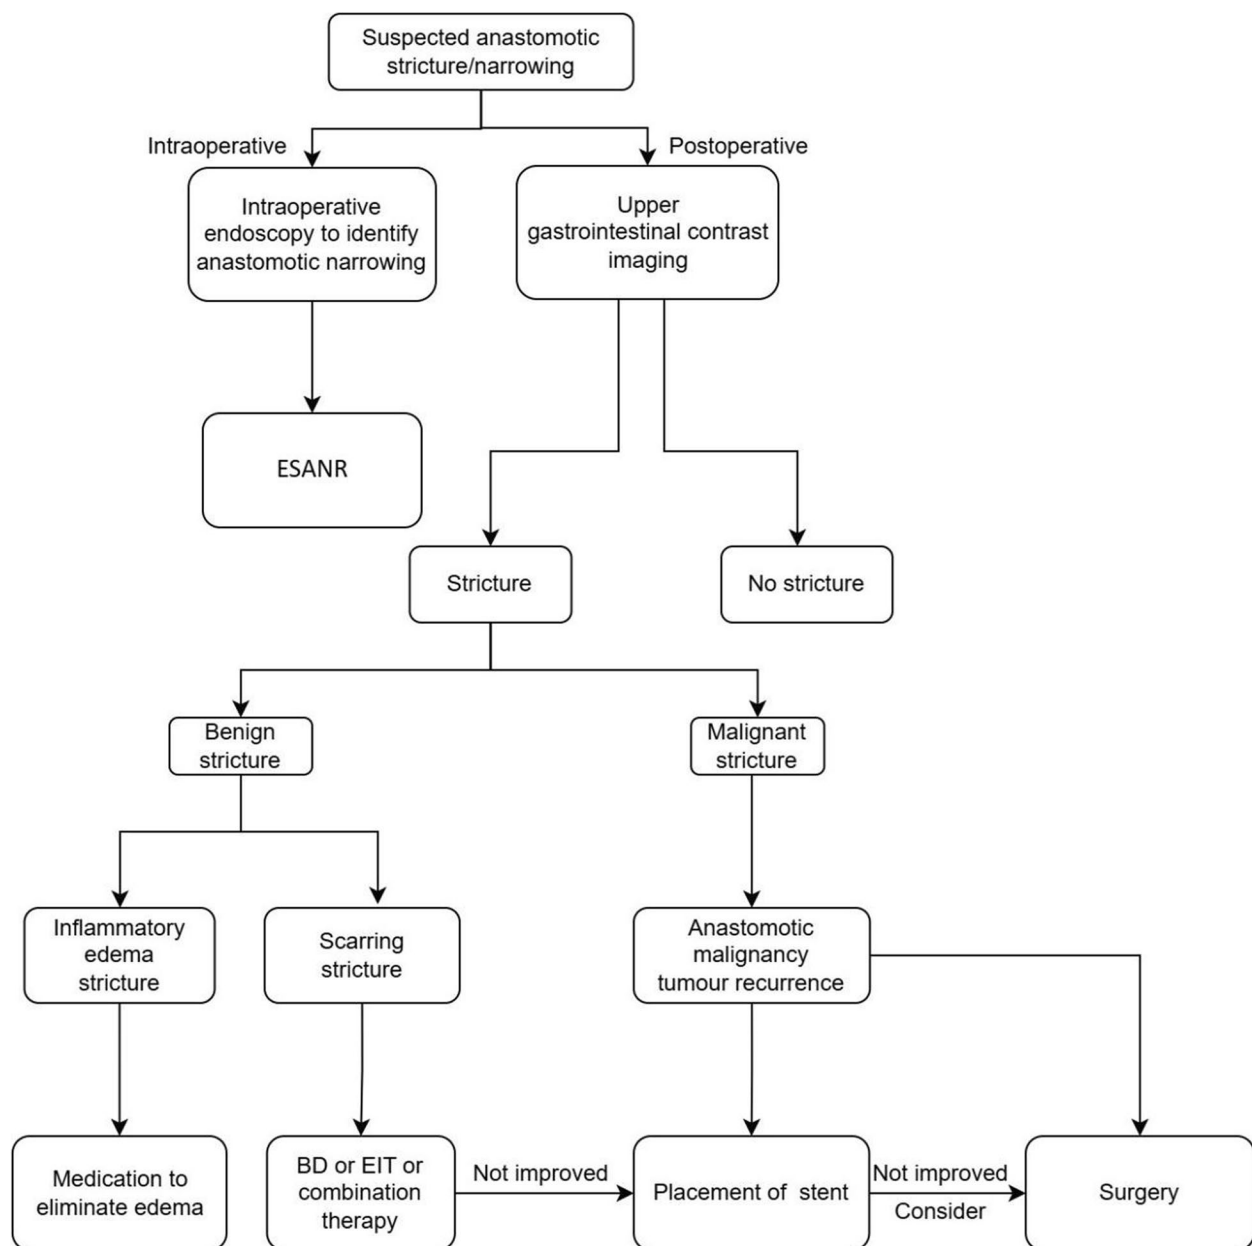 Suspected anastomotic
stricture/narrowing
Intraoperative
Postoperative
Intraoperative
endoscopy to identify
anastomotic narrowing
Upper
gastrointestinal contrast
imaging
ESANR
Stricture
No stricture
Benign
stricture
Malignant
stricture
Inflammatory
edema
stricture
Scarring
stricture
Anastomotic
malignancy
tumour recurrence
Medication to
eliminate edema
BD or EIT or
combination
therapy
Not improved
Placement of stent
Not improved
Consider
Surgery